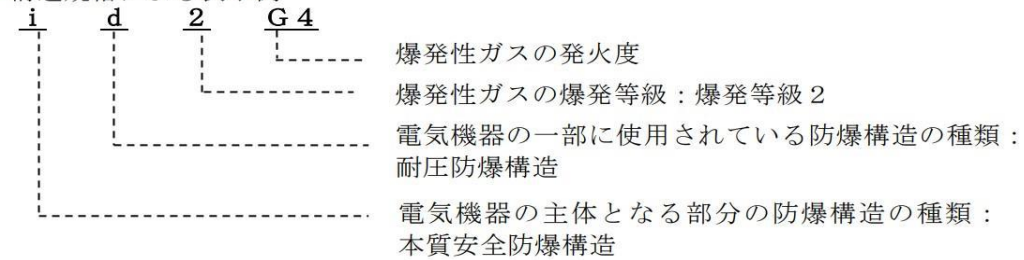 i d 2 G4
爆発性ガスの発火度
爆発性ガスの爆発等級：爆発等級２
電気機器の一部に使用されている防爆構造の種類：
耐圧防爆構造
電気機器の主体となる部分の防爆構造の種類：
本質安全防爆構造